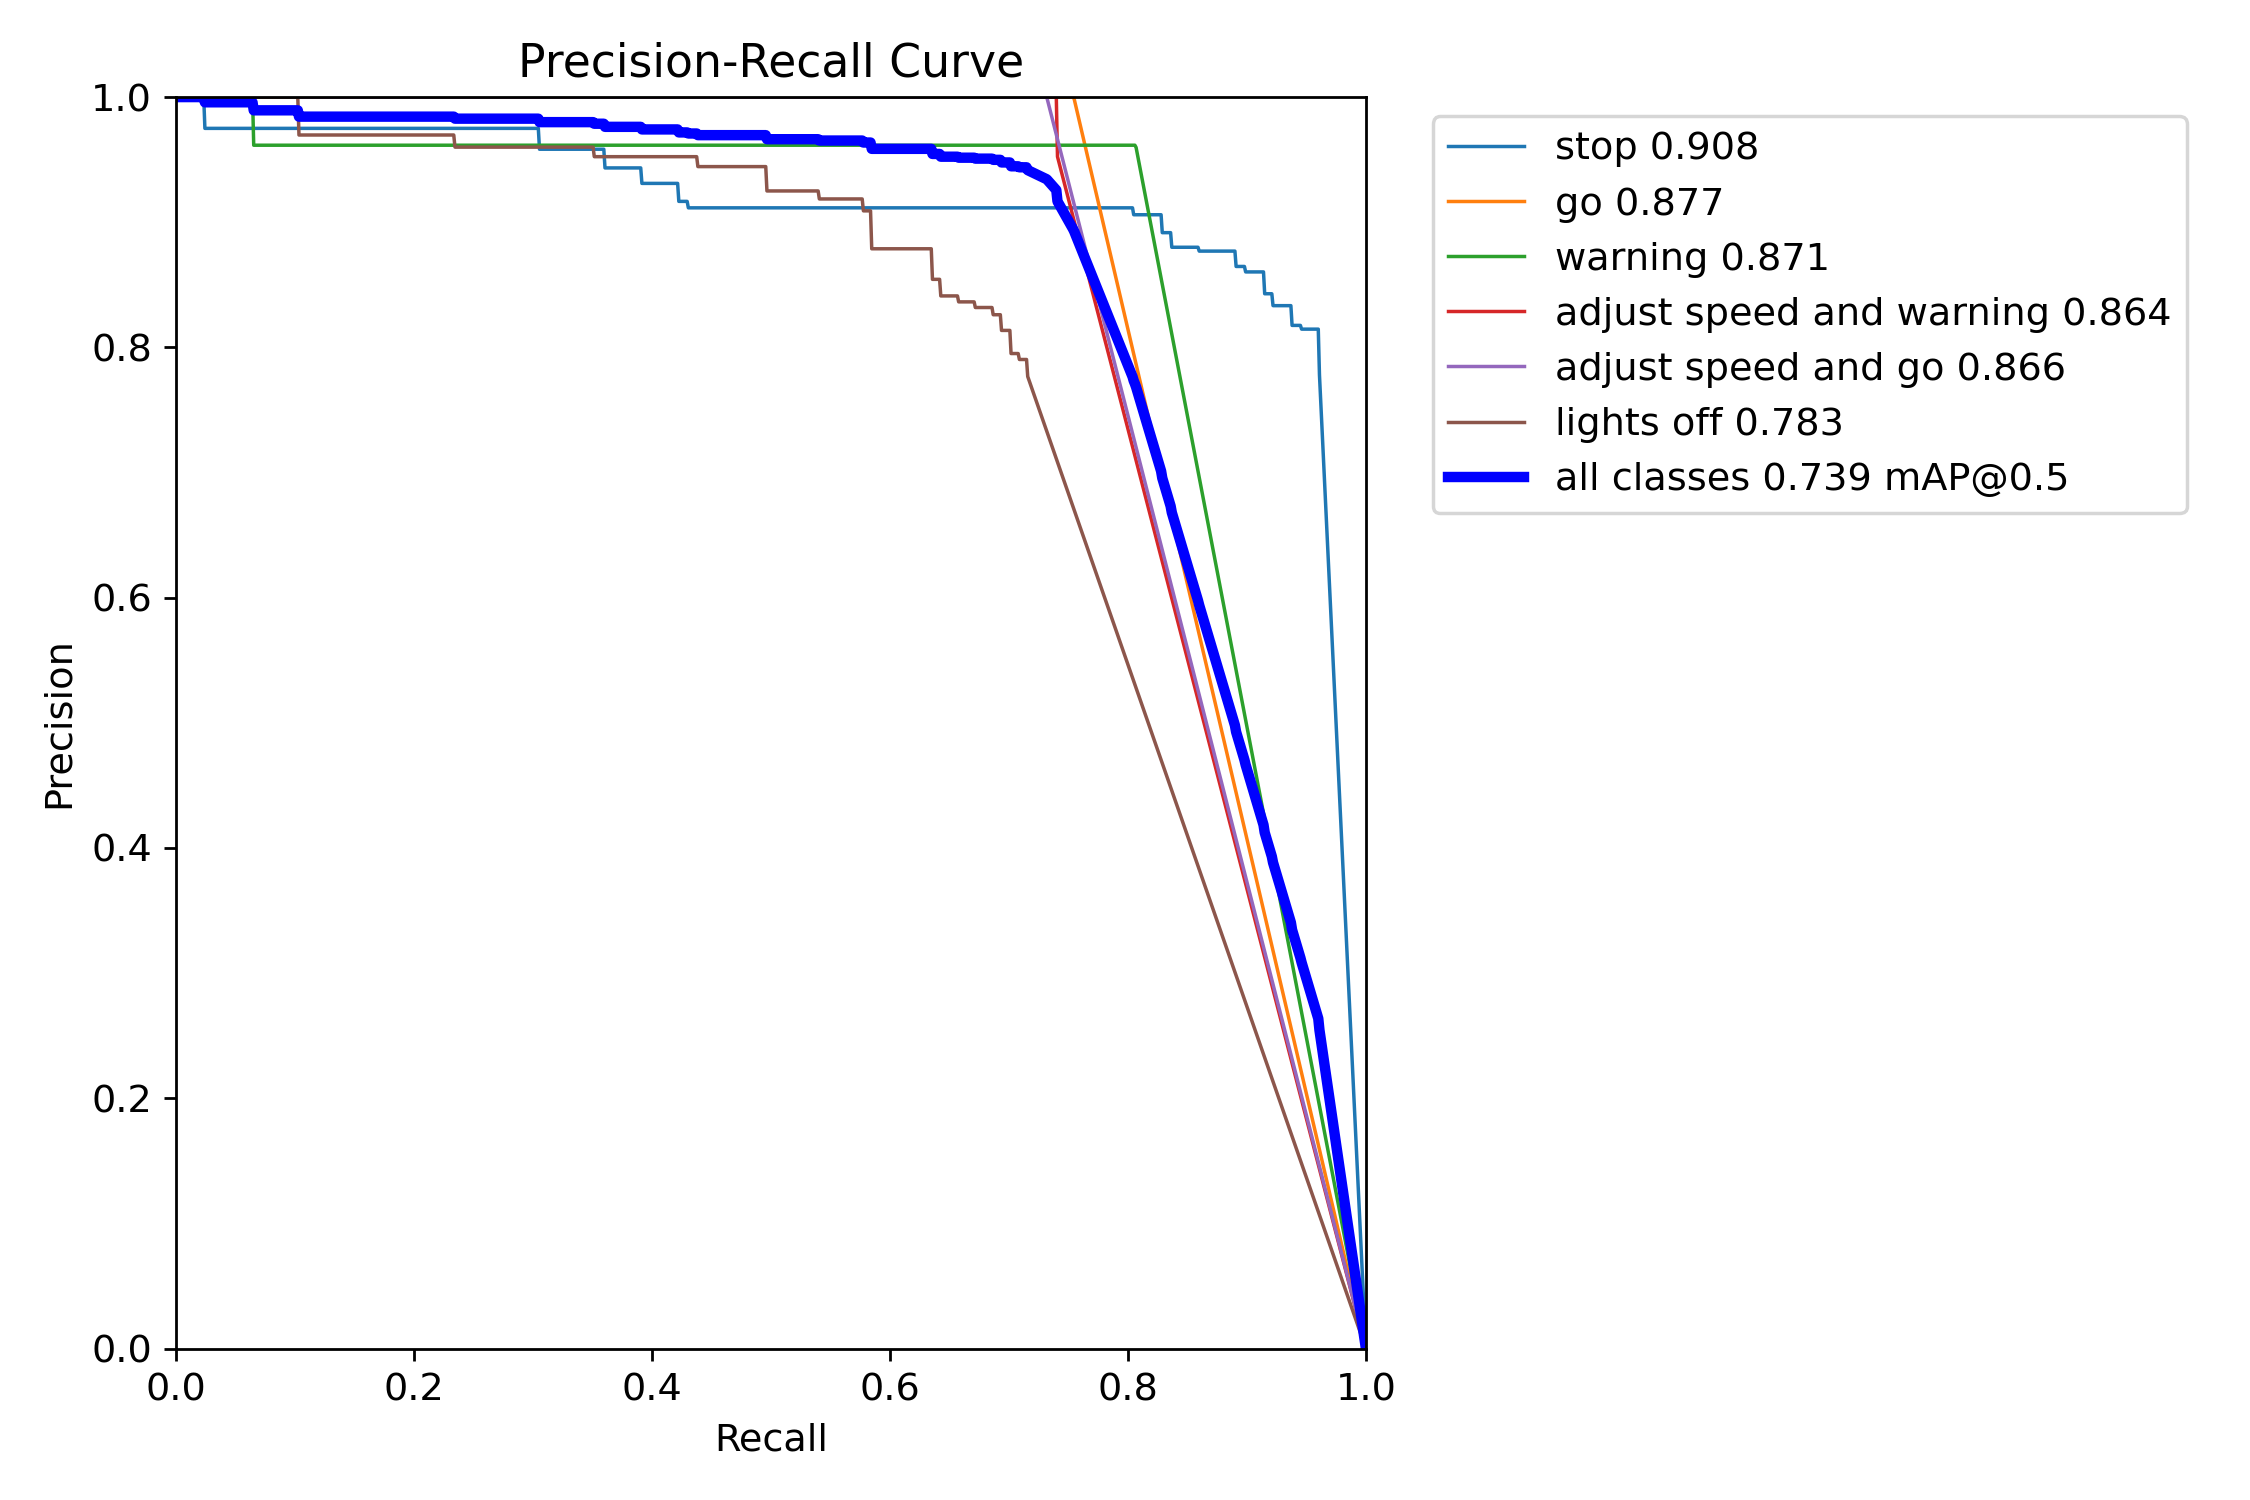 Precision-Recall Curve
1.0
0.8
0.6
0.4
0.2
0.0
Precision
0.0 0.2 0.4 0.6 0.8 1.0
Recall
stop 0.908
go 0.877
warning 0.871
adjust speed and warning 0.864
adjust speed and go 0.866
lights off 0.783
all classes 0.739 mAP@0.5